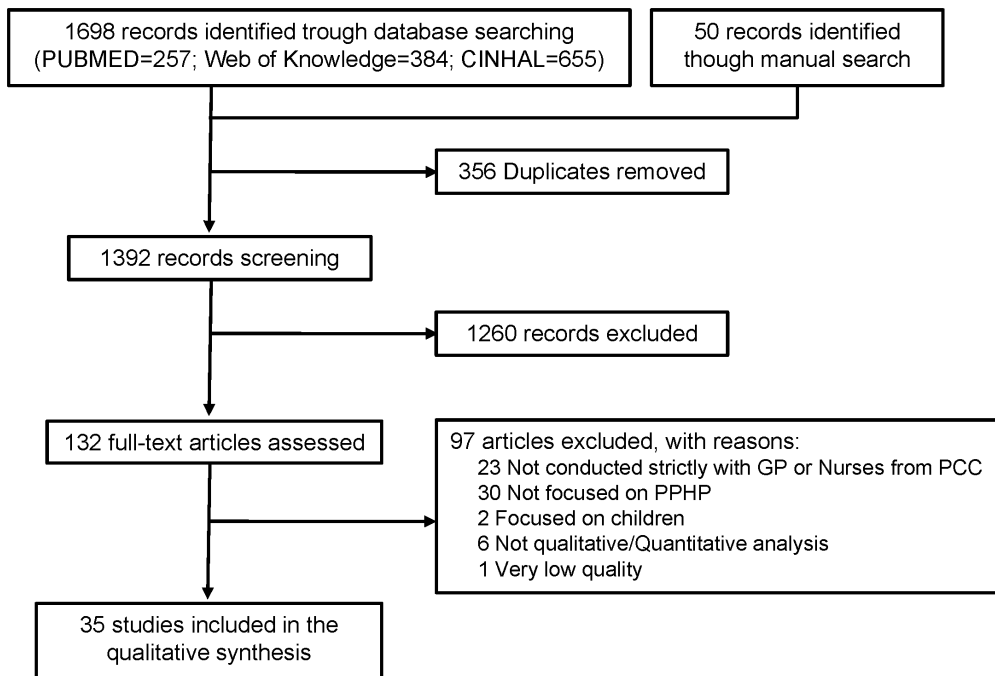 1698 records identified trough database searching
(PUBMED=257; Web of Knowledge=384; CINHAL=655)
50 records identified
though manual search
356 Duplicates removed
1392 records screening
1260 records excluded
132 full-text articles assessed
97 articles excluded, with reasons:
23 Not conducted strictly with GP or Nurses from PCC
30 Not focused on PPHP
2 Focused on children
6 Not qualitative/Quantitative analysis
1 Very low quality
35 studies included in the
qualitative synthesis